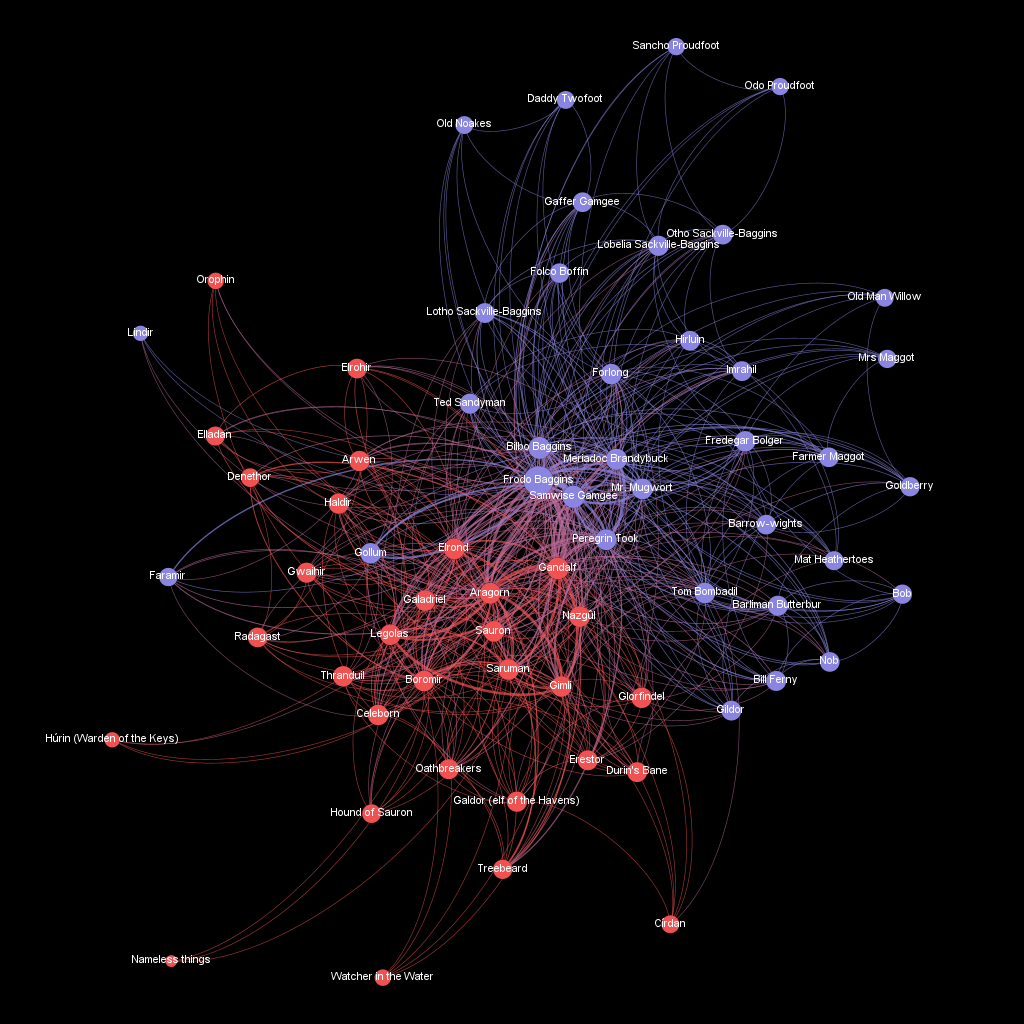 Sancho Proudfoot
Odo Proudfoot
Daddy Twofoot
Old Noakes
Gaffer Gamgee
Otho Sackville-Baggins
Lobelia Sackville-Baggins
Folco Boffin
Orophin
Old Man Willow
Lotho Sackville-Baggins
Lindir
Hirluin
Mrs Maggot
Elrohir
Imrahil
Forlong
Ted Sandyman
Elladan
Fredegar Bolger
Bilbo Baggins
Farmer Maggot
Meriadoc Brandybuck
Arwen
Denethor
Frodo Baggins
Goldberry
Mr. Mugwort
Samwise Gamgee
Haldir
Barrow-wights
Peregrin Took
Elrond
Gollum
Mat Heathertoes
Gandalf
Gwaihir
Faramir
Tom Bombadil
Aragorn
Bob
Galadriel
Barliman Butterbur
Nazgûl
Sauron
Legolas
Radagast
Nob
Saruman
Thranduil
Boromir
Bill Ferny
Gimli
Glorfindel
Gildor
Celeborn
Húrin (Warden of the Keys)
Erestor
Oathbreakers
Durin's Bane
Galdor (elf of the Havens)
Hound of Sauron
Treebeard
Círdan
Nameless things
Watcher in the Water